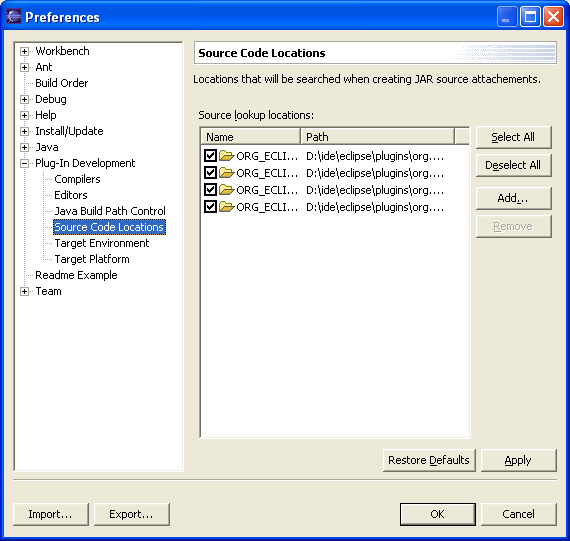 Preferences
Workbench
Ant
Build Order
Debug
Help
Install/Update
Java
Plug-In Development
Compilers
Editors
Java Build Path Control
Source Code Locations
Target Environment
Target Platform
Readme Example
Team
Source Code Locations
Locations that will be searched when creating JAR source attachements.
Source lookup locations:
Name Path
ORG_ECLI... D:\ide\eclipse\plugins\org....
ORG_ECLI... D:\ide\eclipse\plugins\org....
ORG_ECLI... D:\ide\eclipse\plugins\org....
ORG_ECLI... D:\ide\eclipse\plugins\org....
Select All
Deselect All
Add...
Remove
Restore Defaults Apply
Import... Export... OK Cancel